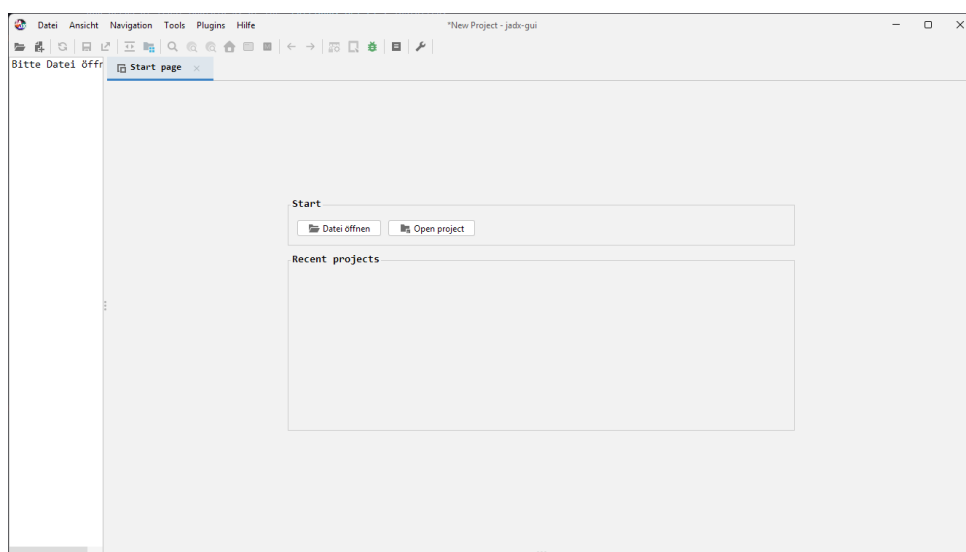 Datei Ansicht Navigation Tools Plugins Hilfe *New Project - jadx-gui
Bitte Datei öffn
Start page
Start
Datei öffnen Open project
Recent projects